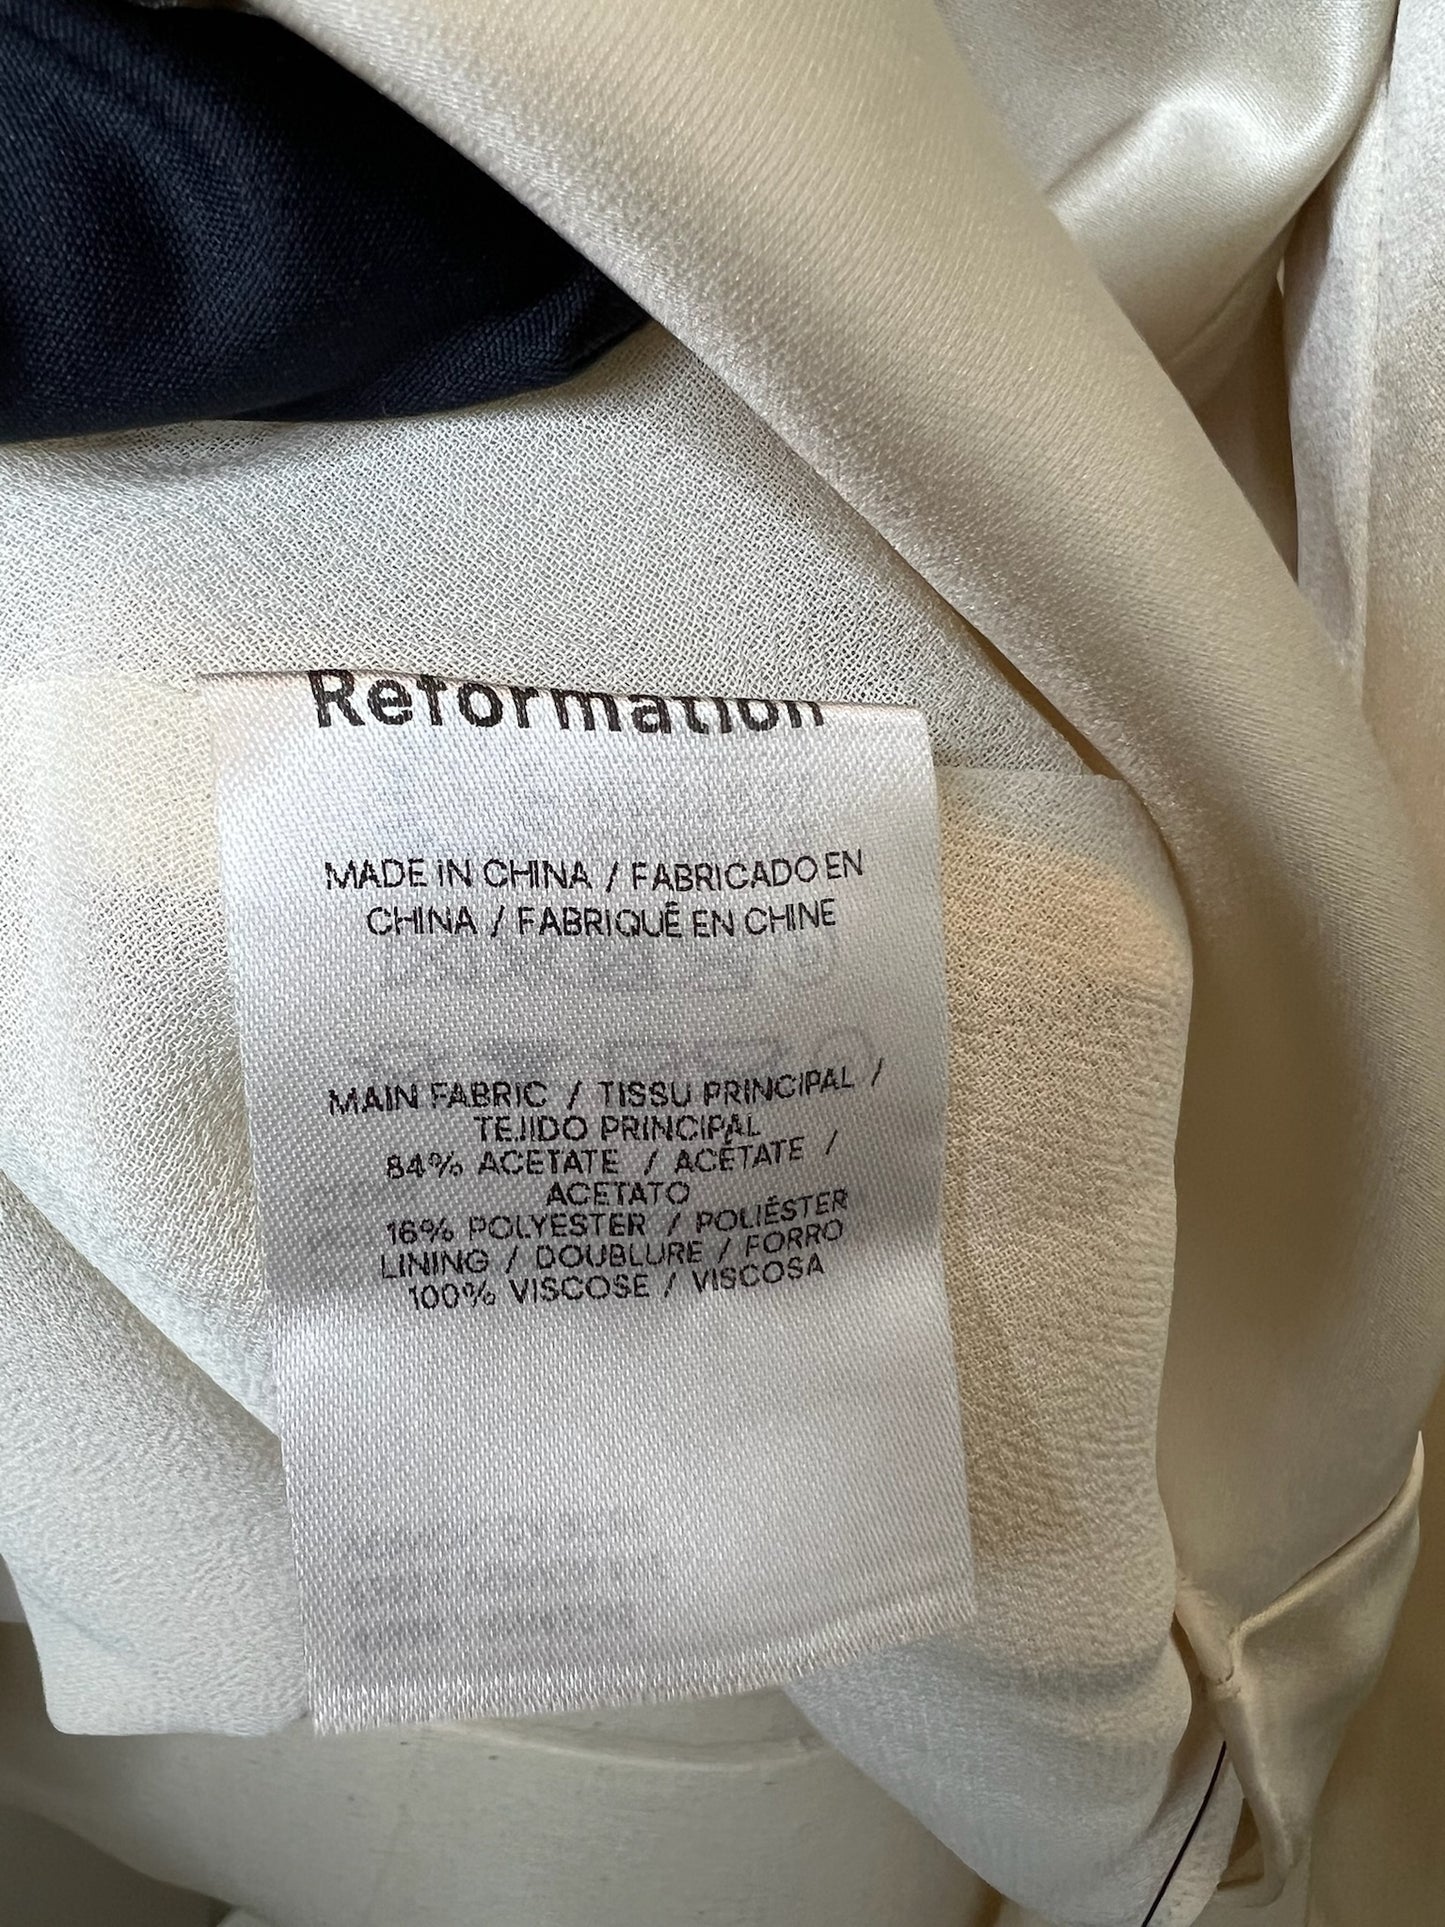 Reformation
MADE IN CHINA / FABRICADO EN
CHINA / FABRIQUÉ EN CHINE
MAIN FABRIC / TISSU PRINCIPAL /
TEJIDO PRINCIPAL
84% ACETATE / ACÉTATE /
ACETATO
16% POLYESTER / POLIÉSTER
LINING / DOUBLURE / FORRO
100% VISCOSE / VISCOSA